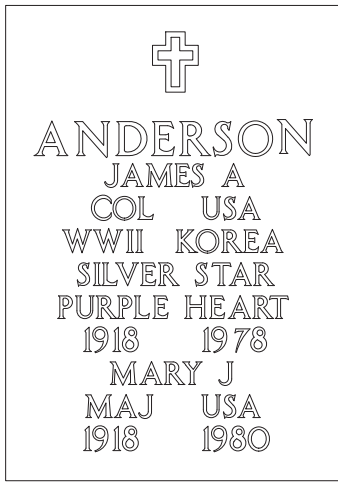 ANDERSON
JAMES A
COL USA
WWII KOREA
SILVER STAR
PURPLE HEART
1918 1978
MARY J
MAJ USA
1918 1980